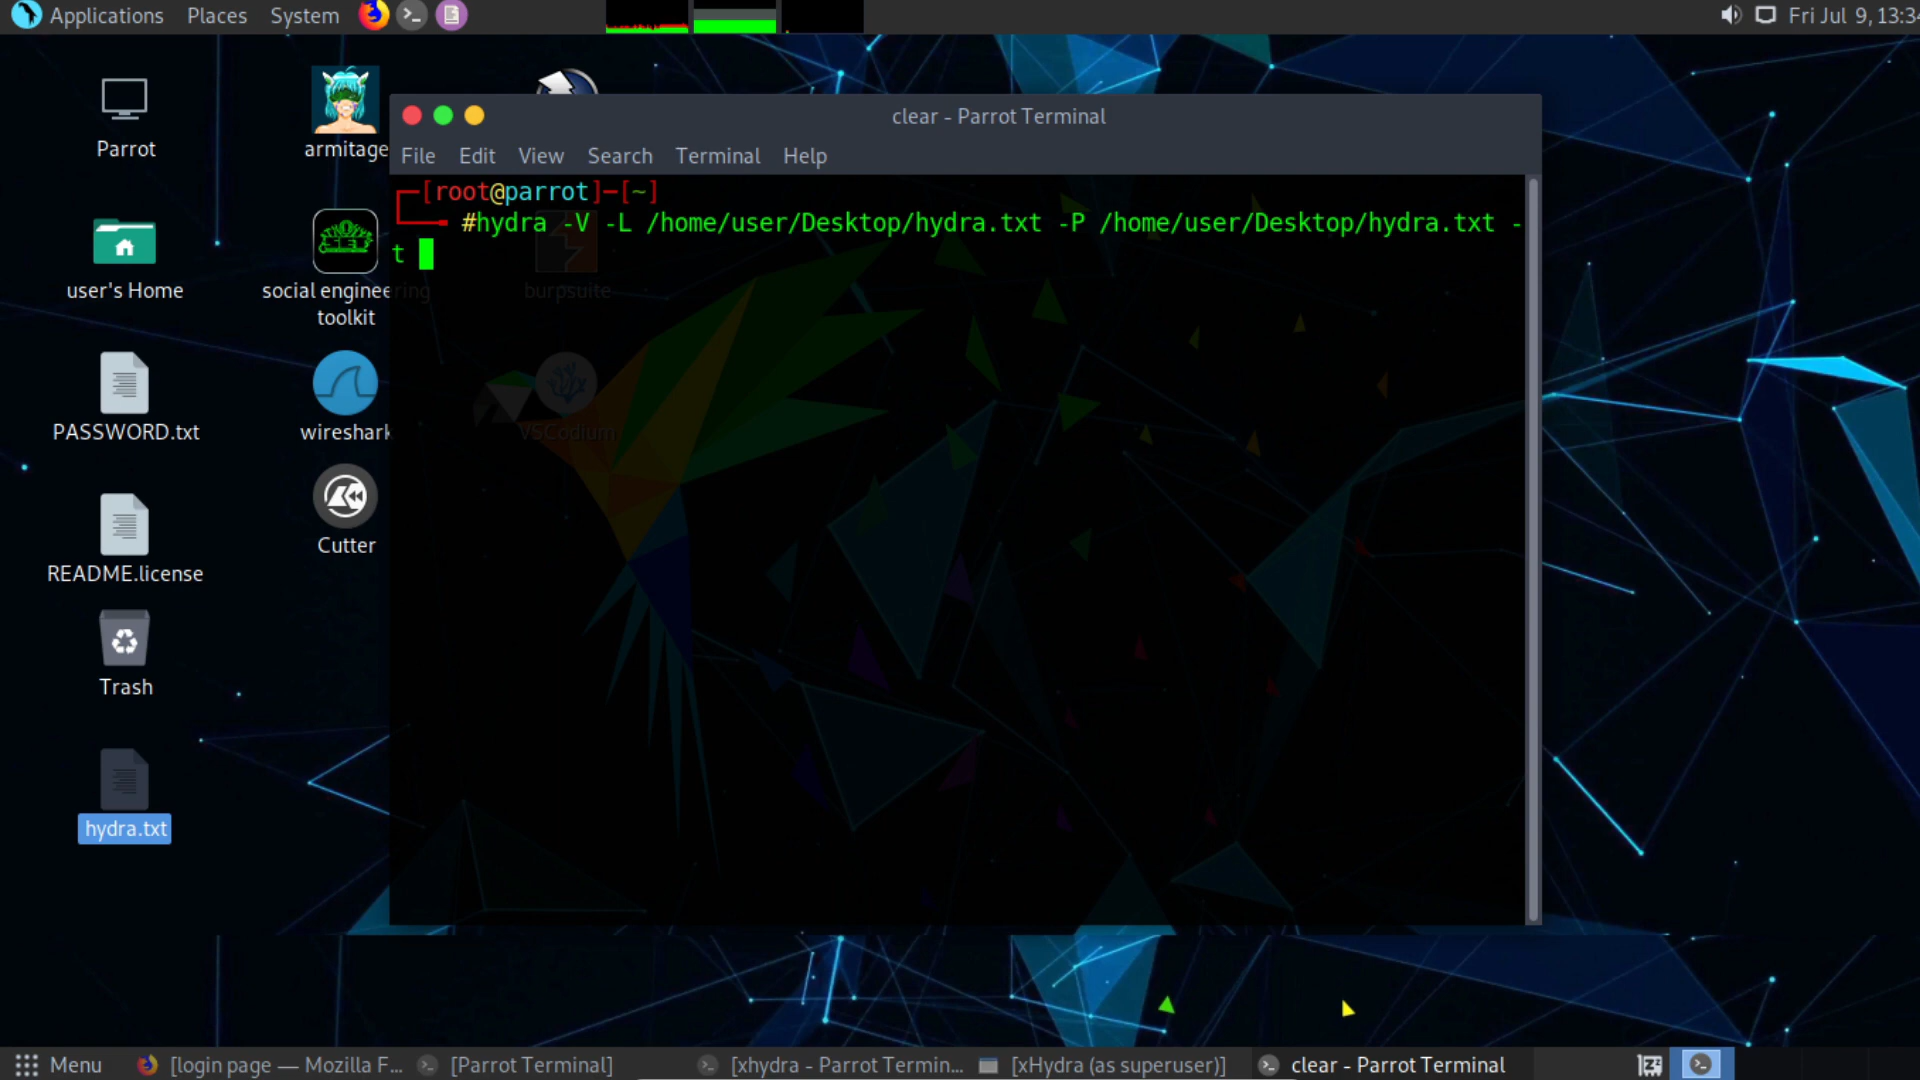 Applications Places System Fri Jul 9, 13:34
Parrot
armitage
user's Home
social engineering
toolkit
burpsuite
PASSWORD.txt
wireshark
VSCodium
README.license
Cutter
Trash
hydra.txt
clear - Parrot Terminal
File Edit View Search Terminal Help
[root@parrot]─[~]
#hydra -V -L /home/user/Desktop/hydra.txt -P /home/user/Desktop/hydra.txt -
t
Menu [login page — Mozilla F... [Parrot Terminal] [xhydra - Parrot Termin... [xHydra (as superuser)] clear - Parrot Terminal